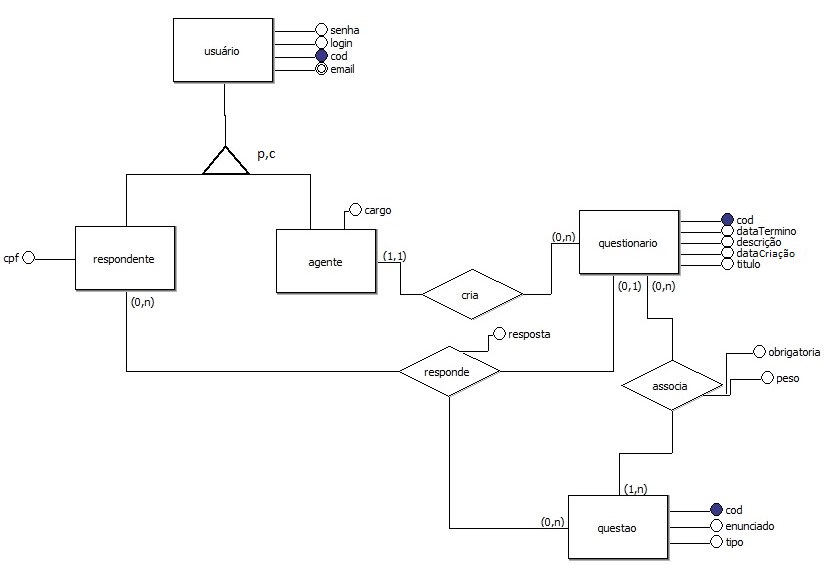 usuário
senha
login
cod
email
p,c
cargo
cpf
respondente
agente
(1,1)
(0,n)
questionario
cod
dataTermino
descrição
dataCriação
titulo
cria
(0,n)
(0,1)
(0,n)
resposta
responde
associa
obrigatoria
peso
(1,n)
(0,n)
questao
cod
enunciado
tipo